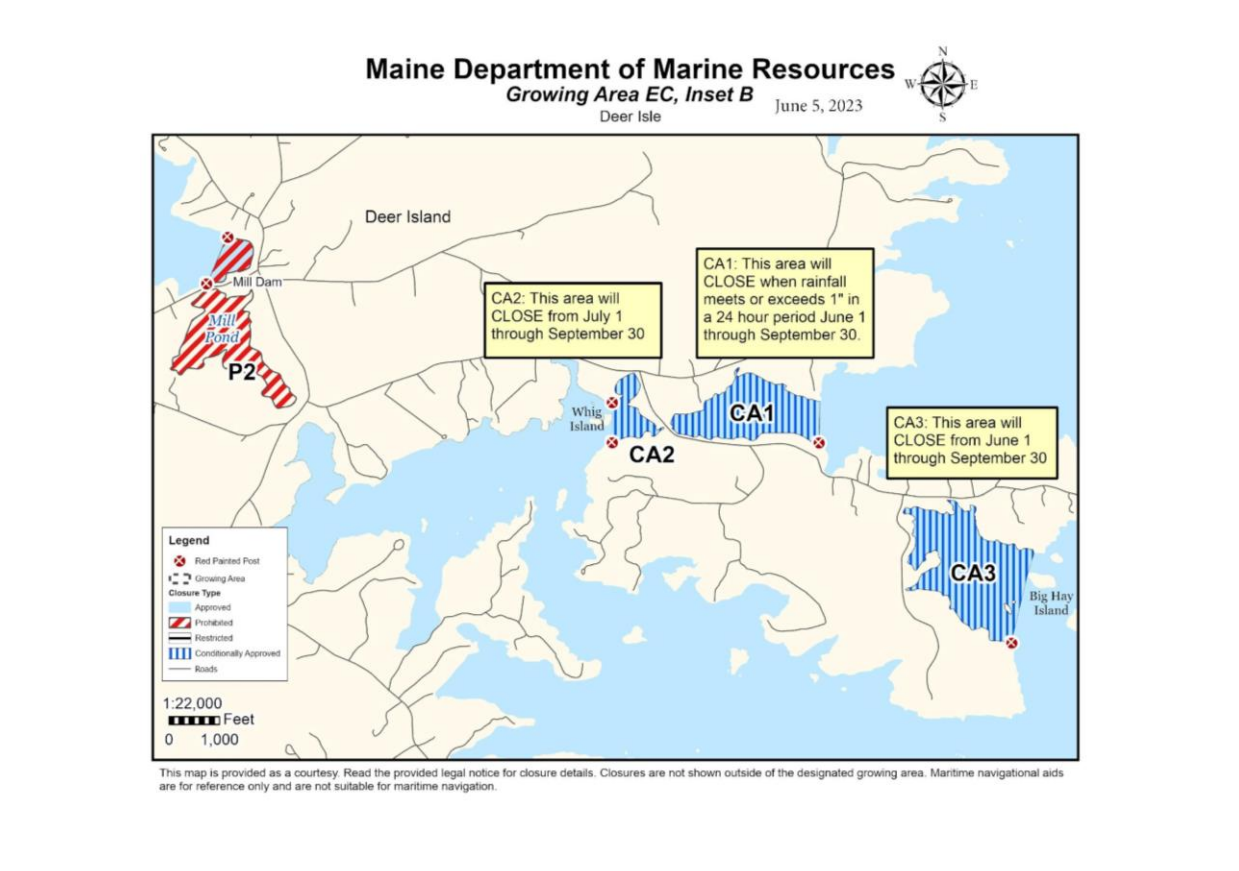 Maine Department of Marine Resources
Growing Area EC, Inset B
June 5, 2023
Deer Isle
N
W
E
S
Deer Island
Mill Dam
Mill
Pond
P2
CA2: This area will
CLOSE from July 1
through September 30
CA1: This area will
CLOSE when rainfall
meets or exceeds 1" in
a 24 hour period June 1
through September 30.
Whig
Island
CA1
CA2
CA3: This area will
CLOSE from June 1
through September 30
CA3
Big Hay
Island
Legend
Red Painted Post
Growing Area
Closure Type
Approved
Prohibited
Restricted
Conditionally Approved
Roads
1:22,000
Feet
0 1,000
This map is provided as a courtesy. Read the provided legal notice for closure details. Closures are not shown outside of the designated growing area. Maritime navigational aids
are for reference only and are not suitable for maritime navigation.